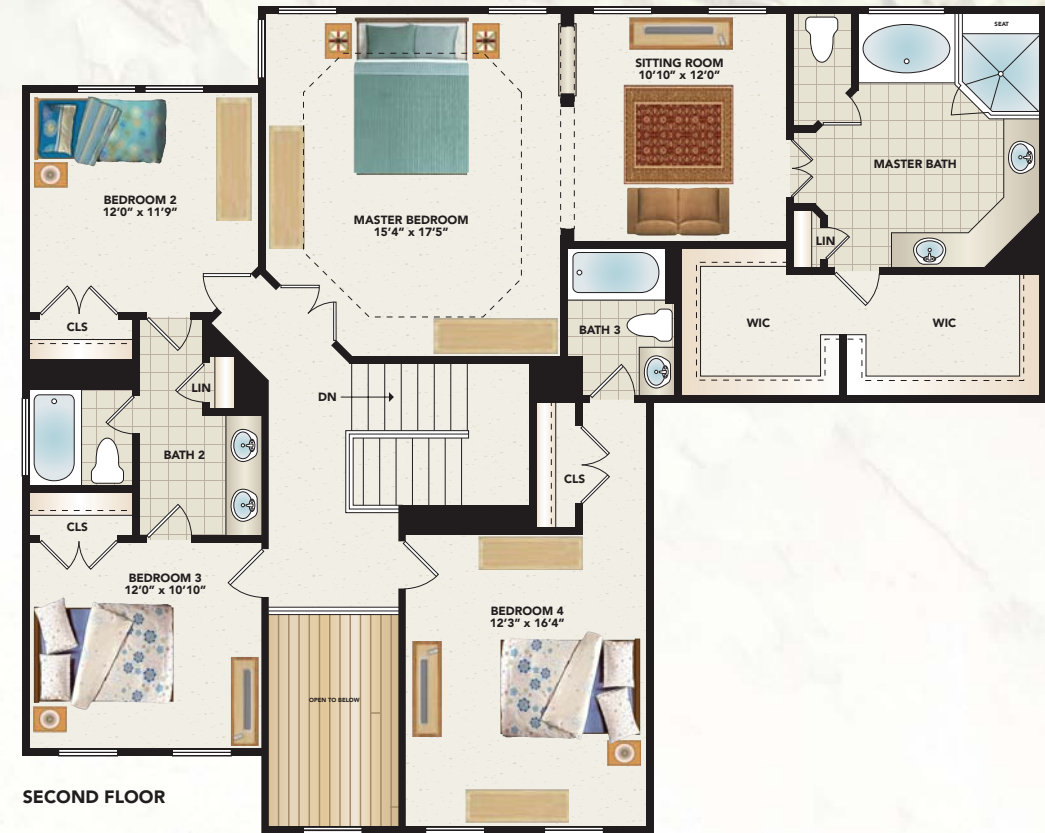 SEAT
SITTING ROOM
10'10" x 12'0"
MASTER BATH
BEDROOM 2
12'0" x 11'9"
MASTER BEDROOM
15'4" x 17'5"
LIN
CLS
BATH 3
WIC
WIC
LIN
DN
BATH 2
CLS
CLS
BEDROOM 3
12'0" x 10'10"
BEDROOM 4
12'3" x 16'4"
OPEN TO BELOW
SECOND FLOOR